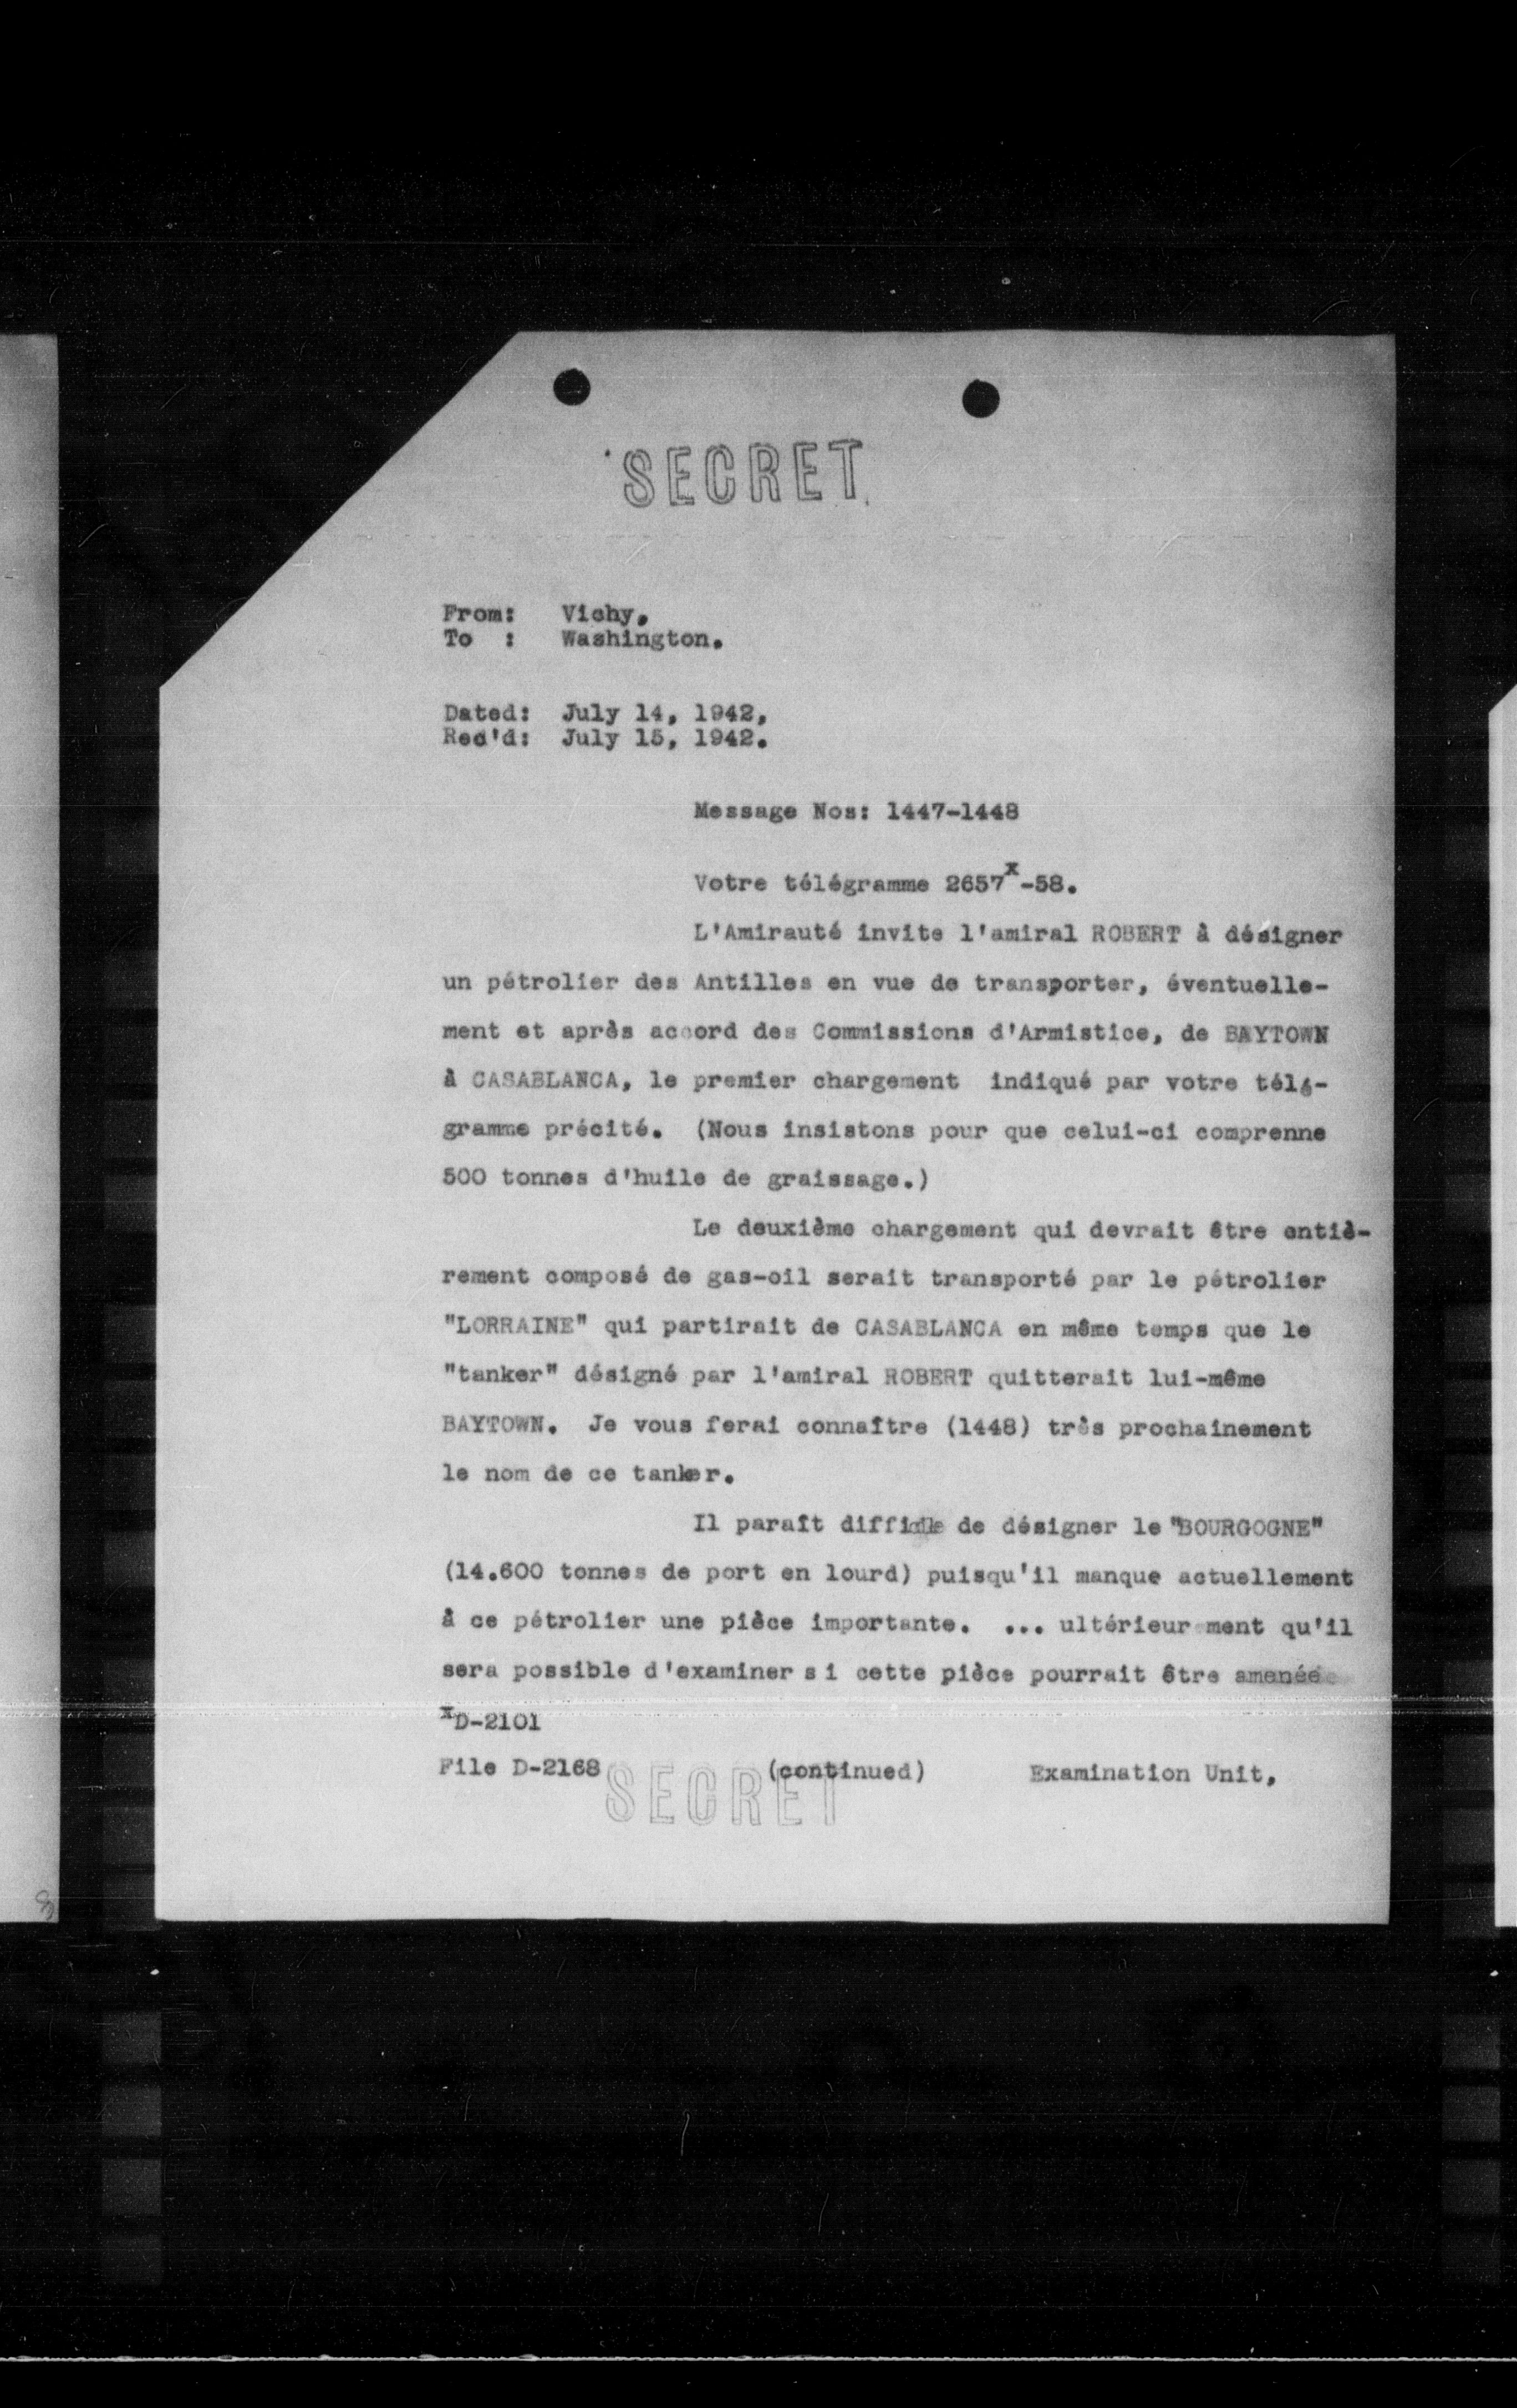 SECRET
From: Vichy.
To : Washington.
Dated: July 14, 1942,
Rec'd: July 15, 1942.
Message Nos: 1447-1448
Votre télégramme 2657x-58.
L'Amirauté invite l'amiral ROBERT à désigner
un pétrolier des Antilles en vue de transporter, éventuelle-
ment et après accord des Commissions d'Armistice, de BAYTOWN
à CASABLANCA, le premier chargement indiqué par votre télé-
gramme précité. (Nous insistons pour que celui-ci comprenne
500 tonnes d'huile de graissage.)
Le deuxième chargement qui devrait être entiè-
rement composé de gas-oil serait transporté par le pétrolier
"LORRAINE" qui partirait de CASABLANCA en même temps que le
"tanker" désigné par l'amiral ROBERT quitterait lui-même
BAYTOWN. Je vous ferai connaître (1448) très prochainement
le nom de ce tanker.
Il paraît difficile de désigner le "BOURGOGNE"
(14.600 tonnes de port en lourd) puisqu'il manque actuellement
à ce pétrolier une pièce importante. ... ultérieurement qu'il
sera possible d'examiner si cette pièce pourrait être amenée
xD-2101
File D-2168 (continued) Examination Unit,
SECRET